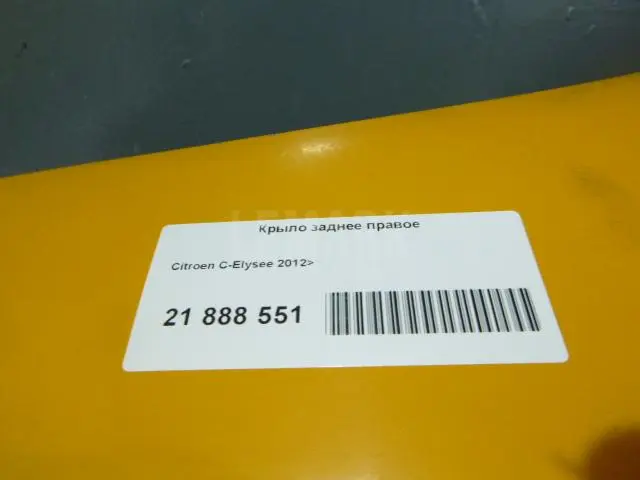 Крыло заднее правое
Citroen C-Elysee 2012>
21 888 551